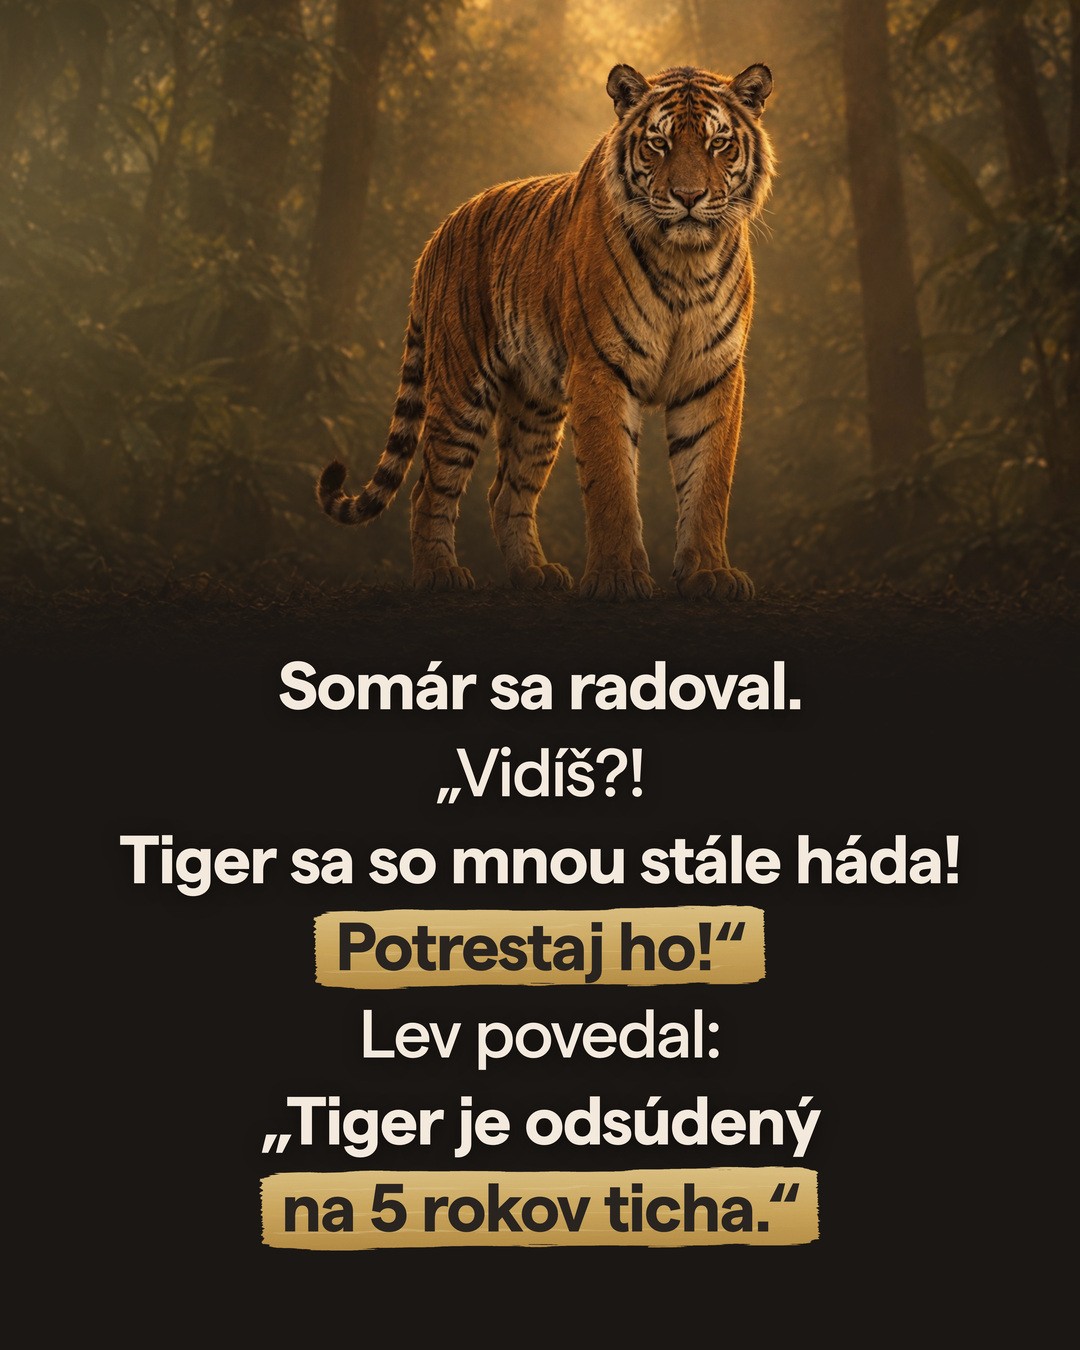 Somár sa radoval.
„Vidíš?!
Tiger sa so mnou stále háda!
Potrestaj ho!“
Lev povedal:
„Tiger je odsúdený
na 5 rokov ticha.“